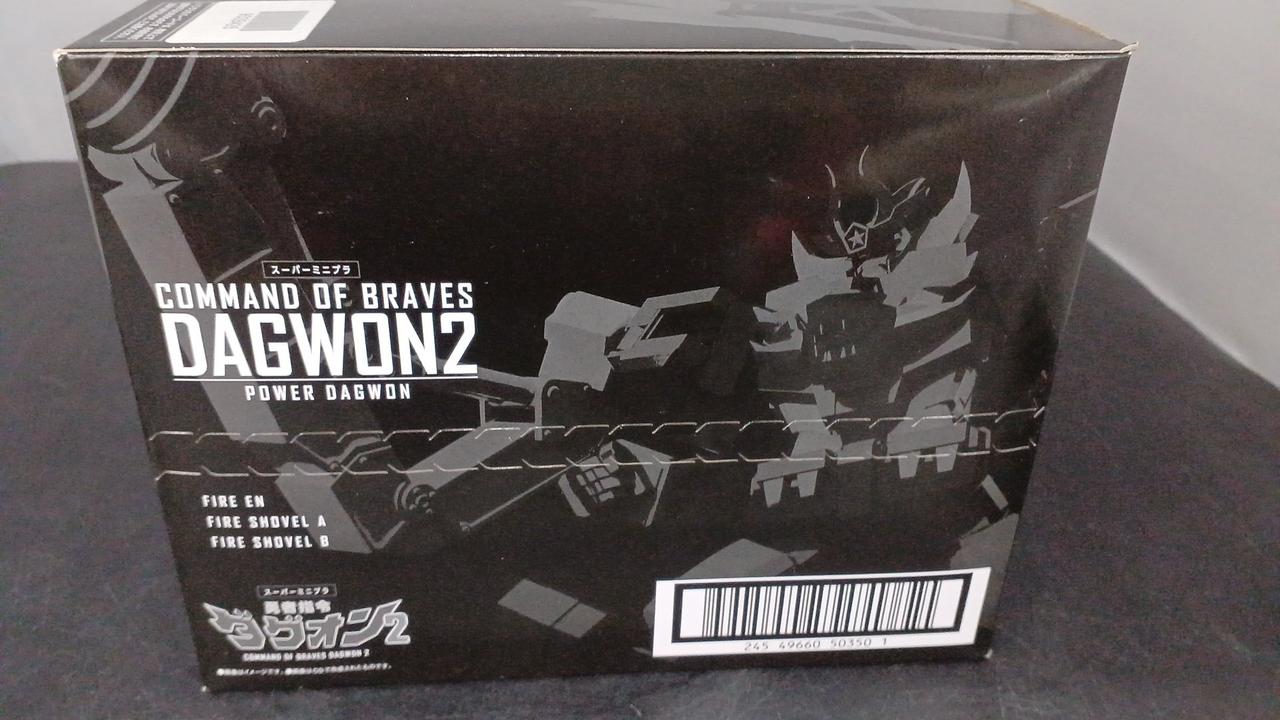 スーパーミニプラ
COMMAND OF BRAVES
DAGWON2
POWER DAGWON
FIRE EN
FIRE SHOVEL A
FIRE SHOVEL B
スーパーミニプラ
勇者指令
ダグオン2
COMMAND OF BRAVES DAGWON 2
245 49660 50350 1